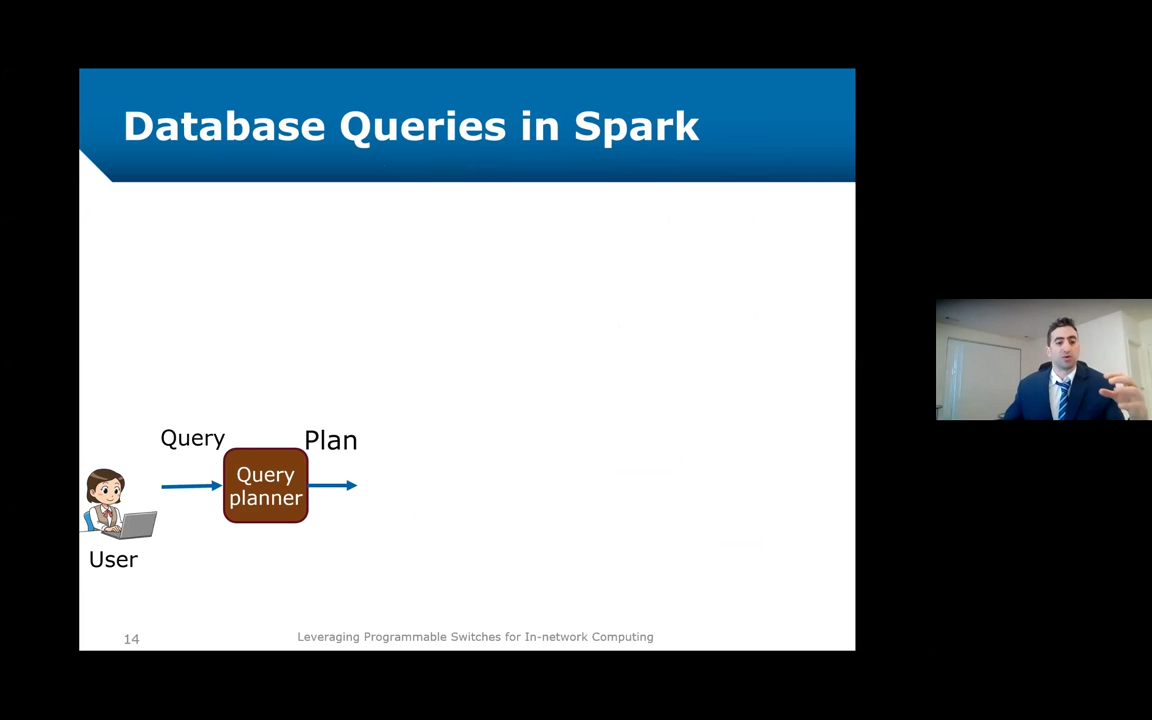 Database Queries in Spark
Query
Plan
Query
planner
User
14
Leveraging Programmable Switches for In-network Computing